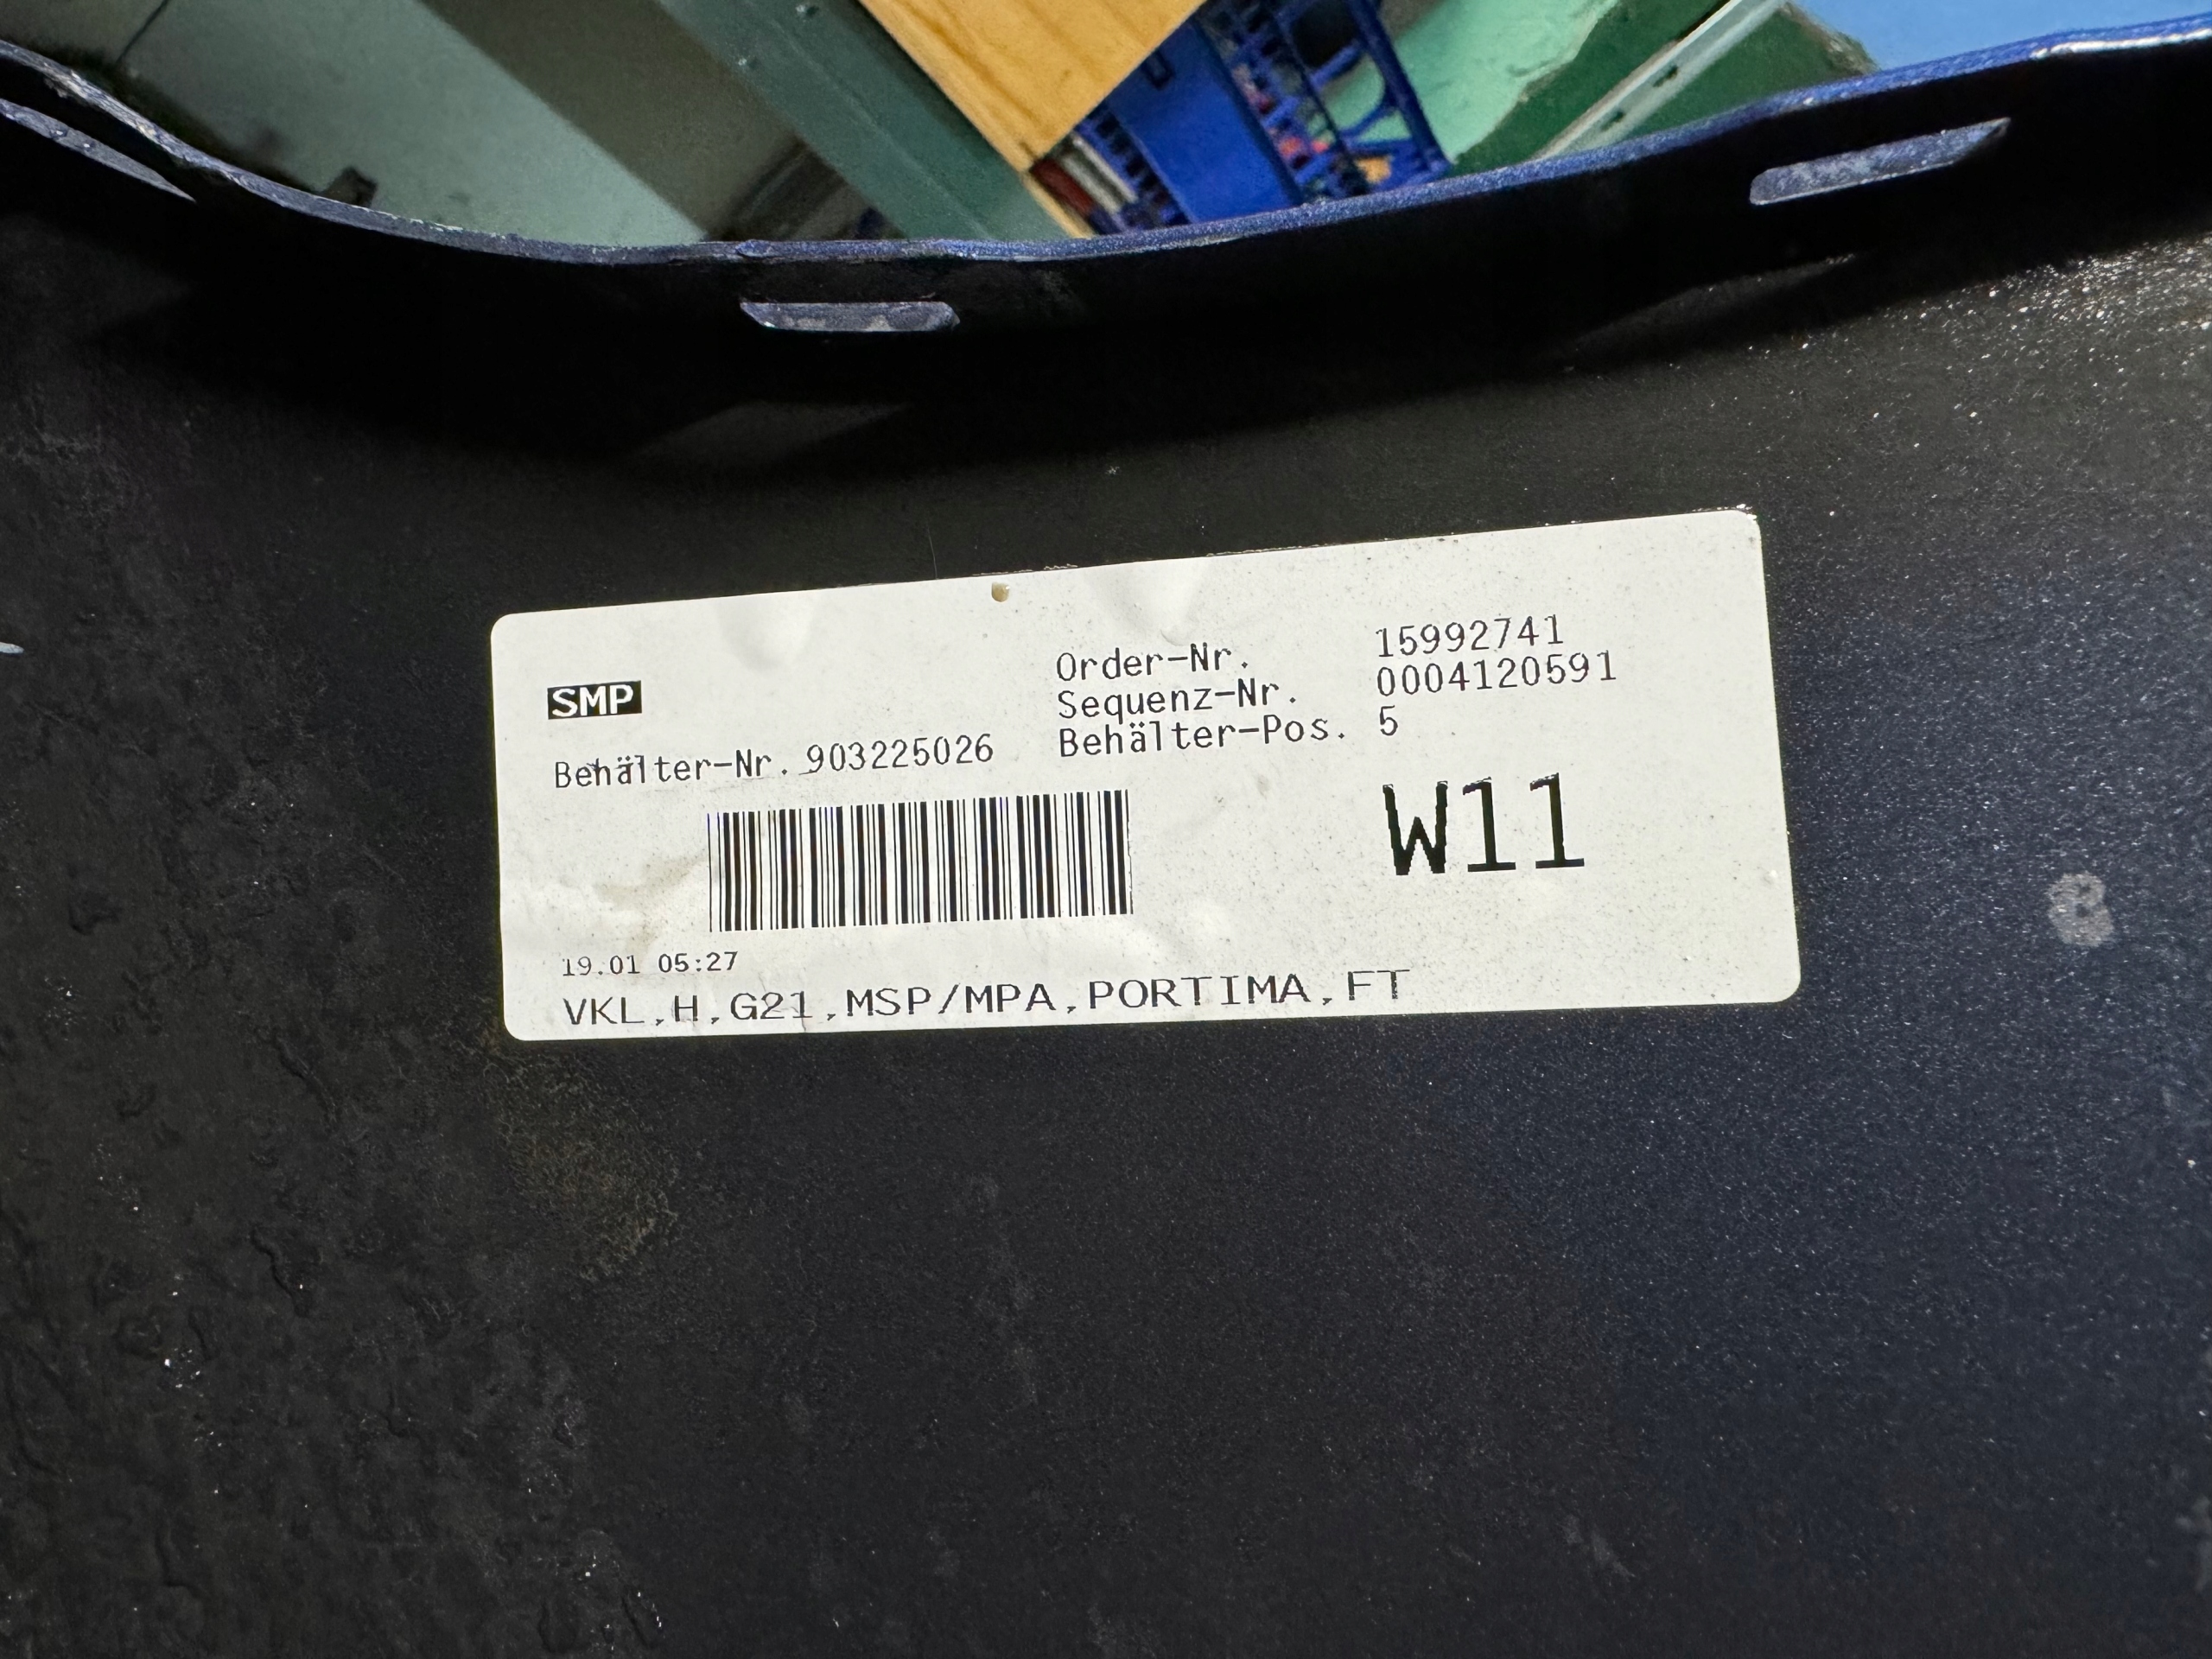 SMP
Behälter-Nr. 903225026
Order-Nr. 15992741
Sequenz-Nr. 0004120591
Behälter-Pos. 5
W11
19.01 05:27
VKL,H,G21,MSP/MPA,PORTIMA,FT